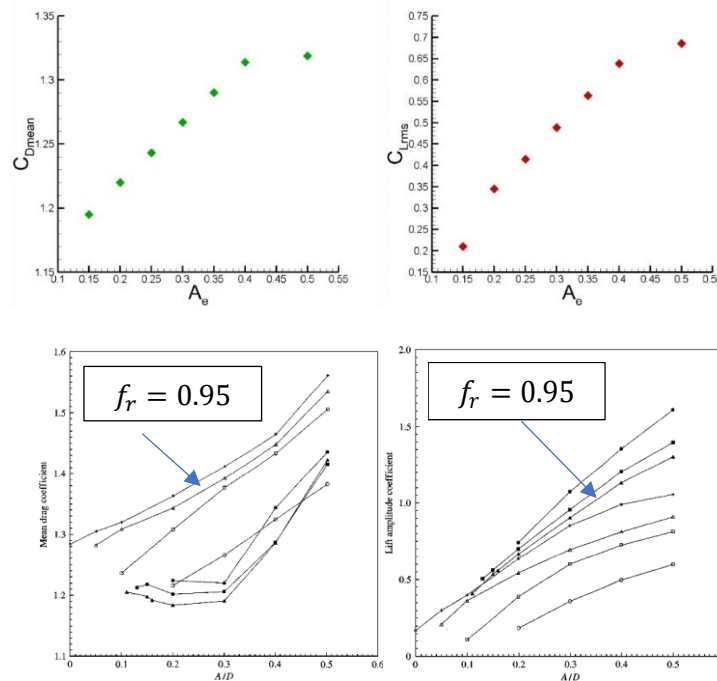 1.35
1.3
1.25
1.2
1.15
C_Dmean
0.1 0.15 0.2 0.25 0.3 0.35 0.4 0.45 0.5 0.55
A_e
0.75
0.7
0.65
0.6
0.55
0.5
0.45
0.4
0.35
0.3
0.25
0.2
0.15
C_Lrms
0.1 0.15 0.2 0.25 0.3 0.35 0.4 0.45 0.5 0.55
A_e
1.6
1.5
1.4
1.3
1.2
1.1
Mean drag coefficient
f_r = 0.95
0 0.1 0.2 0.3 0.4 0.5 0.6
A/D
2.0
1.5
1.0
0.5
0.0
Lift amplitude coefficient
f_r = 0.95
0 0.1 0.2 0.3 0.4 0.5
A/D